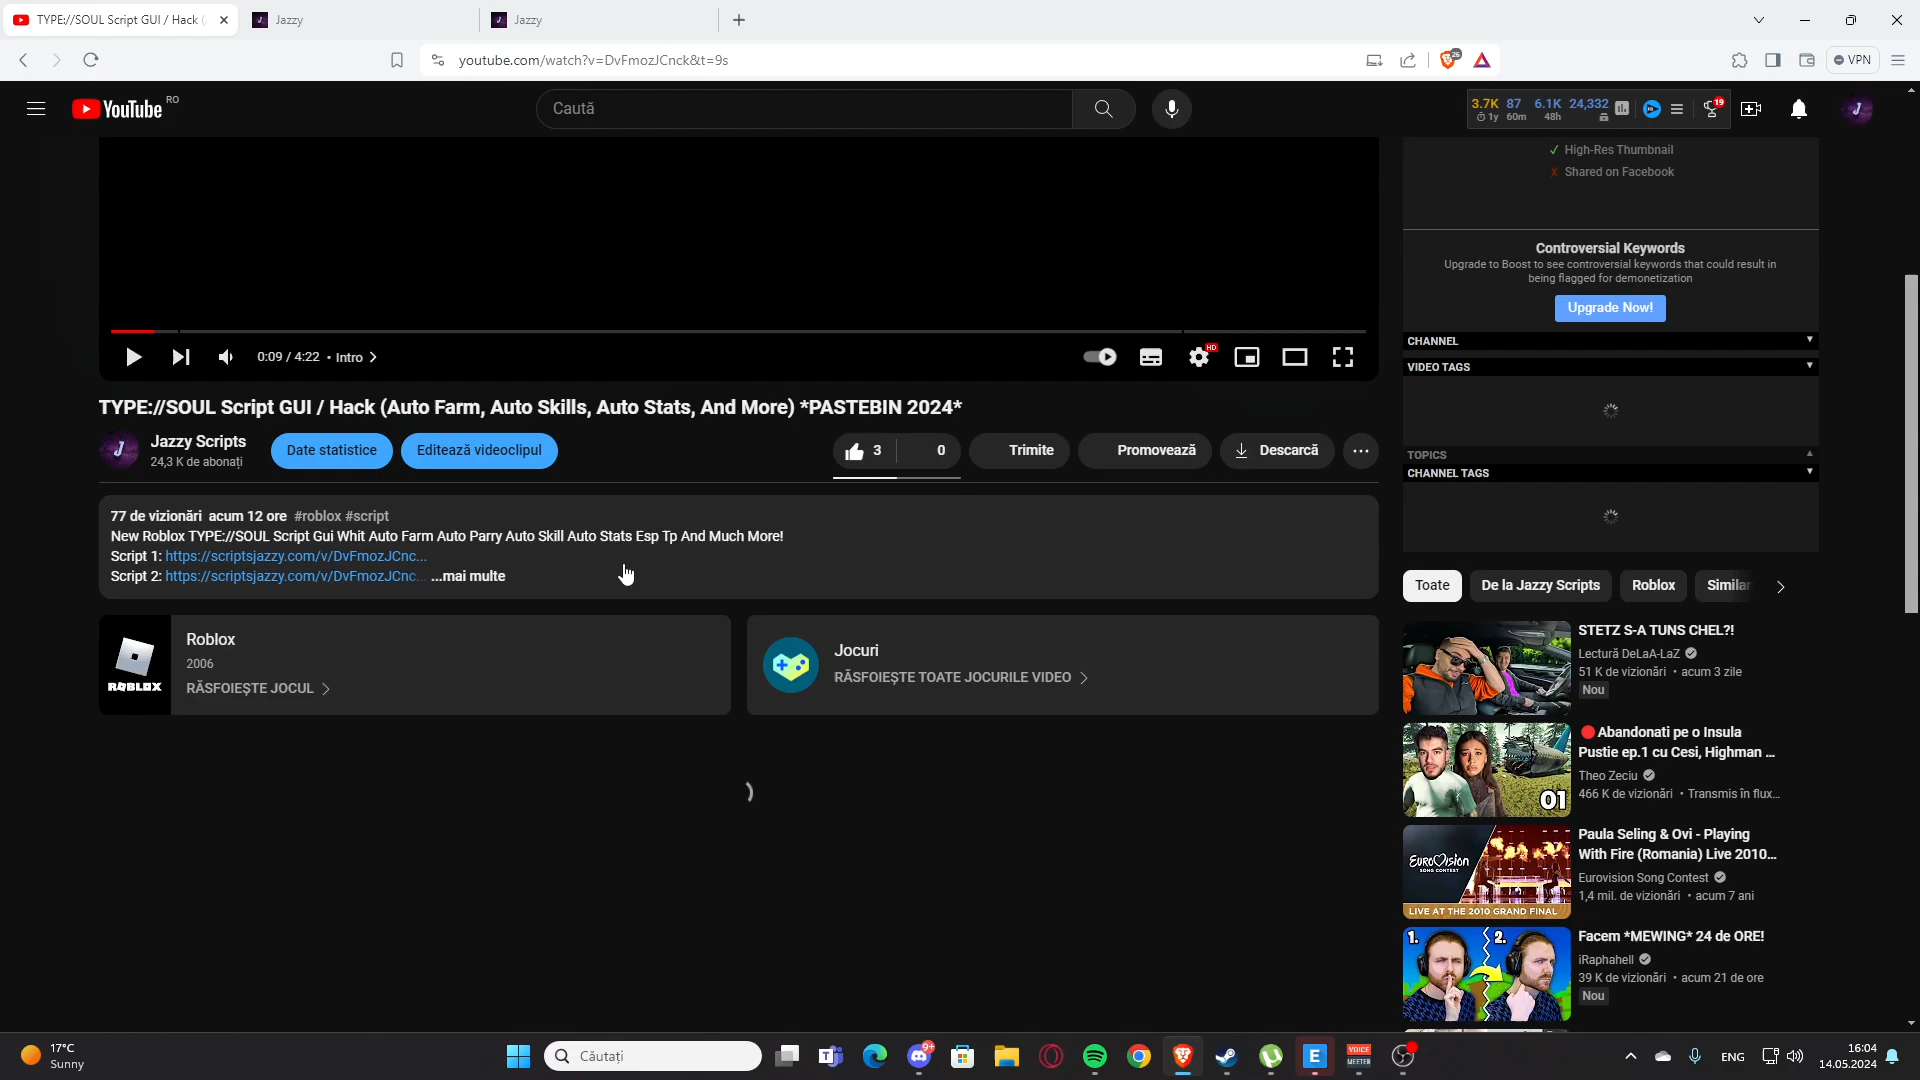 TYPE://SOUL Script GUI / Hack (
Jazzy
Jazzy
youtube.com/watch?v=DvFmozJCnck&t=9s
26
VPN
YouTube RO
Caută
3.7K 87 6.1K 24,332
1y 60m 48h
19
High-Res Thumbnail
Shared on Facebook
Controversial Keywords
Upgrade to Boost to see controversial keywords that could result in
being flagged for demonetization
Upgrade Now!
CHANNEL
VIDEO TAGS
TOPICS
CHANNEL TAGS
0:09 / 4:22 • Intro
HD
TYPE://SOUL Script GUI / Hack (Auto Farm, Auto Skills, Auto Stats, And More) *PASTEBIN 2024*
Jazzy Scripts
24,3 K de abonați
Date statistice
Editează videoclipul
3
0
Trimite
Promovează
Descarcă
77 de vizionări acum 12 ore #roblox #script
New Roblox TYPE://SOUL Script Gui Whit Auto Farm Auto Parry Auto Skill Auto Stats Esp Tp And Much More!
Script 1: https://scriptsjazzy.com/v/DvFmozJCnc...
Script 2: https://scriptsjazzy.com/v/DvFmozJCnc... ...mai multe
ROBLOX
Roblox
2006
RĂSFOIEȘTE JOCUL
Jocuri
RĂSFOIEȘTE TOATE JOCURILE VIDEO
Toate
De la Jazzy Scripts
Roblox
Similar
STETZ S-A TUNS CHEL?!
Lectură DeLaA-LaZ
51 K de vizionări • acum 3 zile
Nou
01
Abandonati pe o Insula
Pustie ep.1 cu Cesi, Highman ...
Theo Zeciu
466 K de vizionări • Transmis în flux...
EUROVISION
SONG CONTEST
LIVE AT THE 2010 GRAND FINAL
Paula Seling & Ovi - Playing
With Fire (Romania) Live 2010...
Eurovision Song Contest
1,4 mil. de vizionări • acum 7 ani
1.
2.
Facem *MEWING* 24 de ORE!
iRaphahell
39 K de vizionări • acum 21 de ore
Nou
17°C
Sunny
Căutați
9+
E
VOICE
MEETER
ENG
16:04
14.05.2024